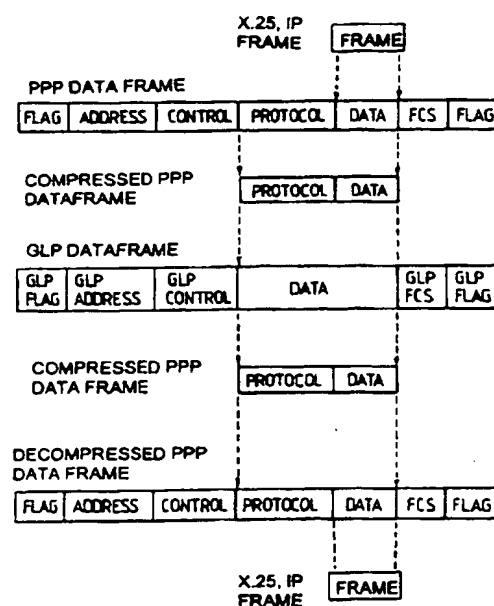 X.25, IP
FRAME
FRAME
PPP DATA FRAME
FLAG ADDRESS CONTROL PROTOCOL DATA FCS FLAG
COMPRESSED PPP
DATAFRAME
PROTOCOL DATA
GLP DATAFRAME
GLP FLAG GLP ADDRESS GLP CONTROL DATA GLP FCS GLP FLAG
COMPRESSED PPP
DATA FRAME
PROTOCOL DATA
DECOMPRESSED PPP
DATA FRAME
FLAG ADDRESS CONTROL PROTOCOL DATA FCS FLAG
X.25, IP
FRAME
FRAME